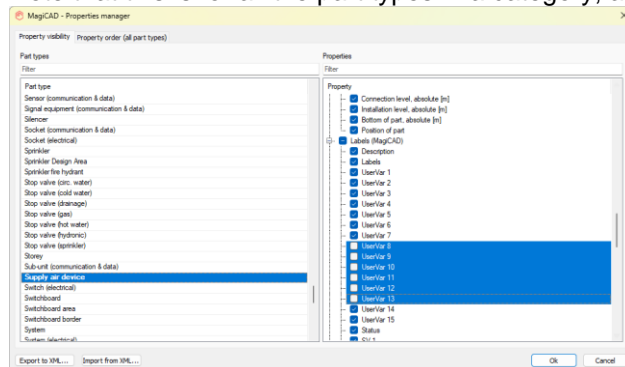 MagiCAD - Properties manager
Property visibility Property order (all part types)
Part types
Filter
Part type
Sensor (communication & data)
Signal equipment (communication & data)
Silencer
Socket (communication & data)
Socket (electrical)
Sprinkler
Sprinkler Design Area
Sprinkler fire hydrant
Stop valve (circ. water)
Stop valve (cold water)
Stop valve (drainage)
Stop valve (gas)
Stop valve (hot water)
Stop valve (hydronic)
Stop valve (sprinkler)
Storey
Sub-unit (communication & data)
Supply air device
Switch (electrical)
Switchboard
Switchboard area
Switchboard border
System
System (electrical)
Properties
Filter
Property
Connection level, absolute [m]
Installation level, absolute [m]
Bottom of part, absolute [m]
Position of part
Labels (MagiCAD)
Description
Labels
UserVar 1
UserVar 2
UserVar 3
UserVar 4
UserVar 5
UserVar 6
UserVar 7
UserVar 8
UserVar 9
UserVar 10
UserVar 11
UserVar 12
UserVar 13
UserVar 14
UserVar 15
Status
Export to XML... Import from XML... Ok Cancel